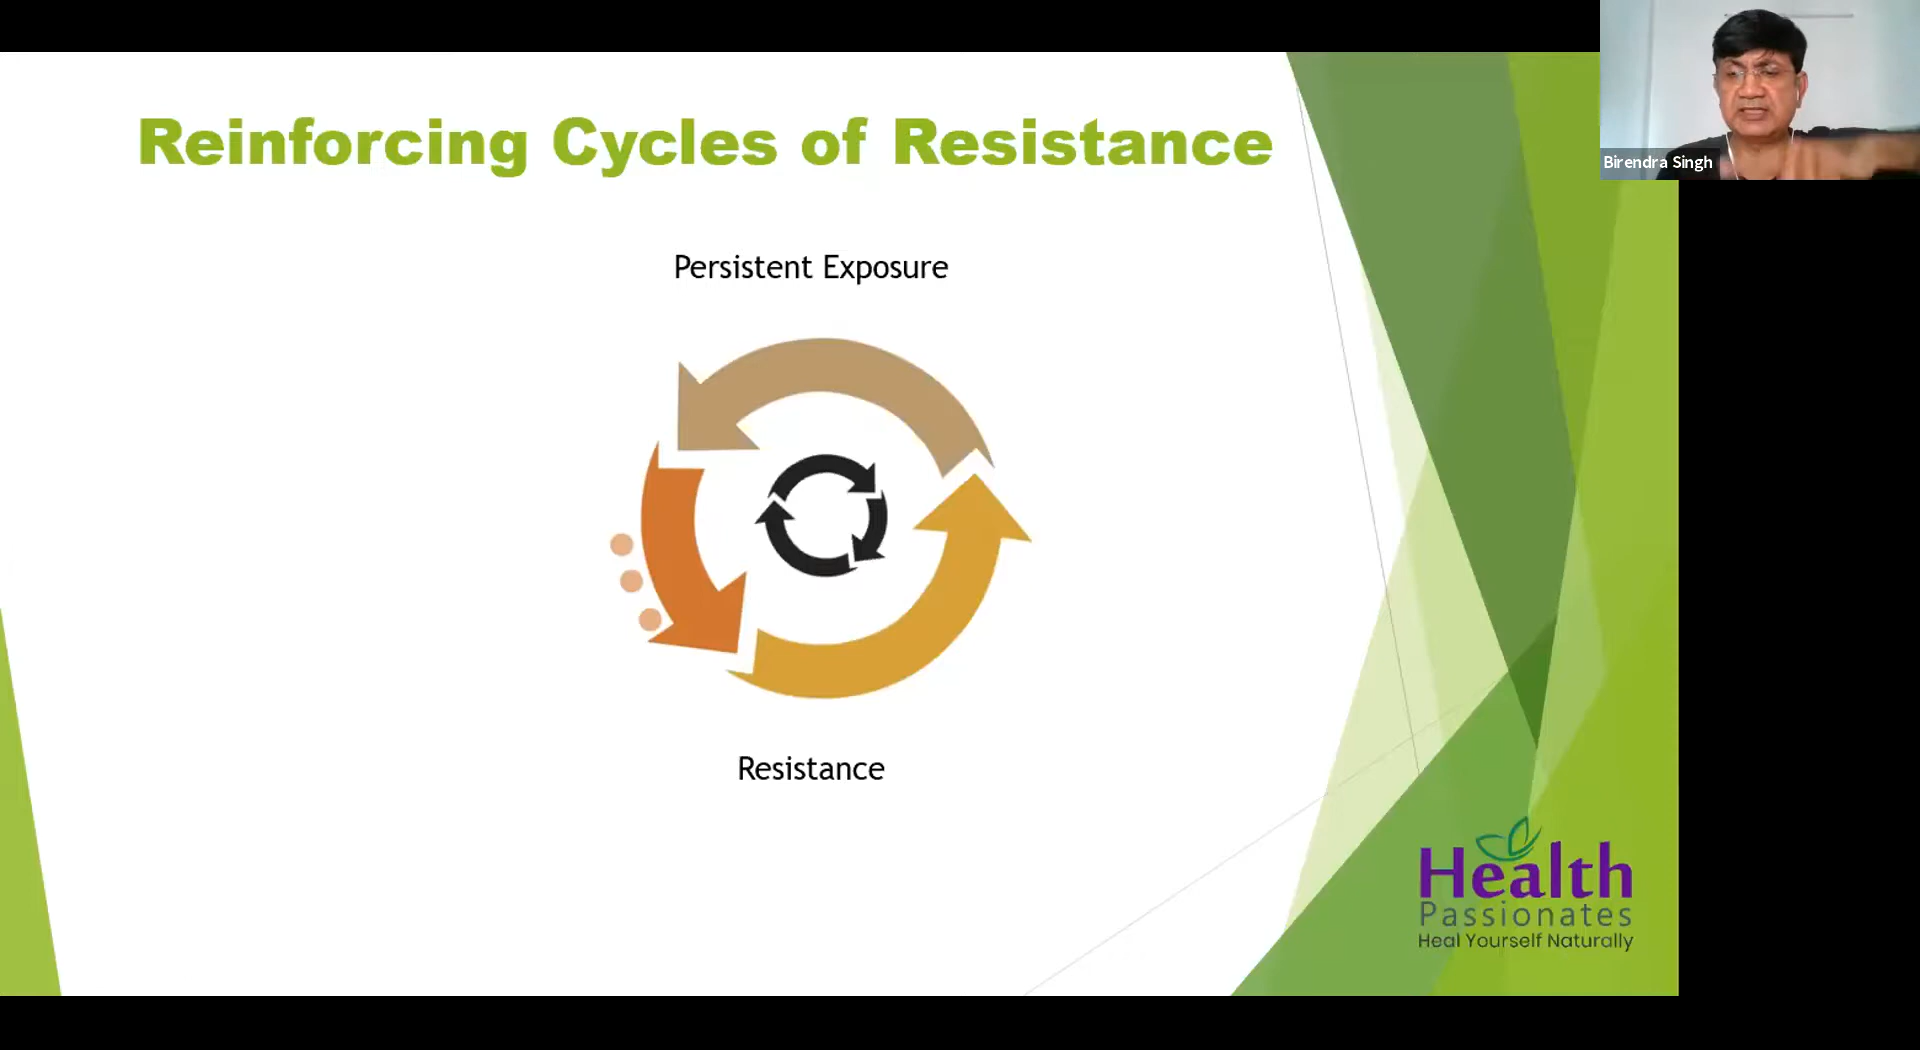 Reinforcing Cycles of Resistance
Birendra Singh
Persistent Exposure
Resistance
Health
Passionates
Heal Yourself Naturally